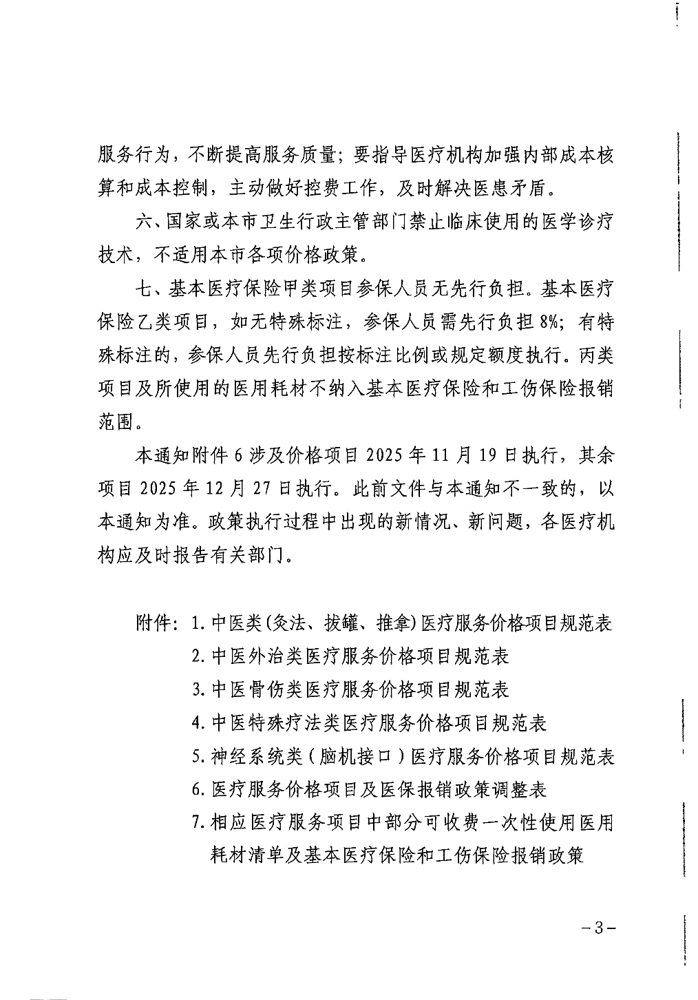 服务行为，不断提高服务质量；要指导医疗机构加强内部成本核
算和成本控制，主动做好控费工作，及时解决医患矛盾。
六、国家或本市卫生行政主管部门禁止临床使用的医学诊疗
技术，不适用本市各项价格政策。
七、基本医疗保险甲类项目参保人员无先行负担。基本医疗
保险乙类项目，如无特殊标注，参保人员需先行负担8%；有特
殊标注的，参保人员先行负担按标注比例或规定额度执行。丙类
项目及所使用的医用耗材不纳入基本医疗保险和工伤保险报销
范围。
本通知附件6涉及价格项目2025年11月19日执行，其余
项目2025年12月27日执行。此前文件与本通知不一致的，以
本通知为准。政策执行过程中出现的新情况、新问题，各医疗机
构应及时报告有关部门。
附件：1.中医类(灸法、拔罐、推拿)医疗服务价格项目规范表
2.中医外治类医疗服务价格项目规范表
3.中医骨伤类医疗服务价格项目规范表
4.中医特殊疗法类医疗服务价格项目规范表
5.神经系统类（脑机接口）医疗服务价格项目规范表
6.医疗服务价格项目及医保报销政策调整表
7.相应医疗服务项目中部分可收费一次性使用医用
耗材清单及基本医疗保险和工伤保险报销政策
－3－